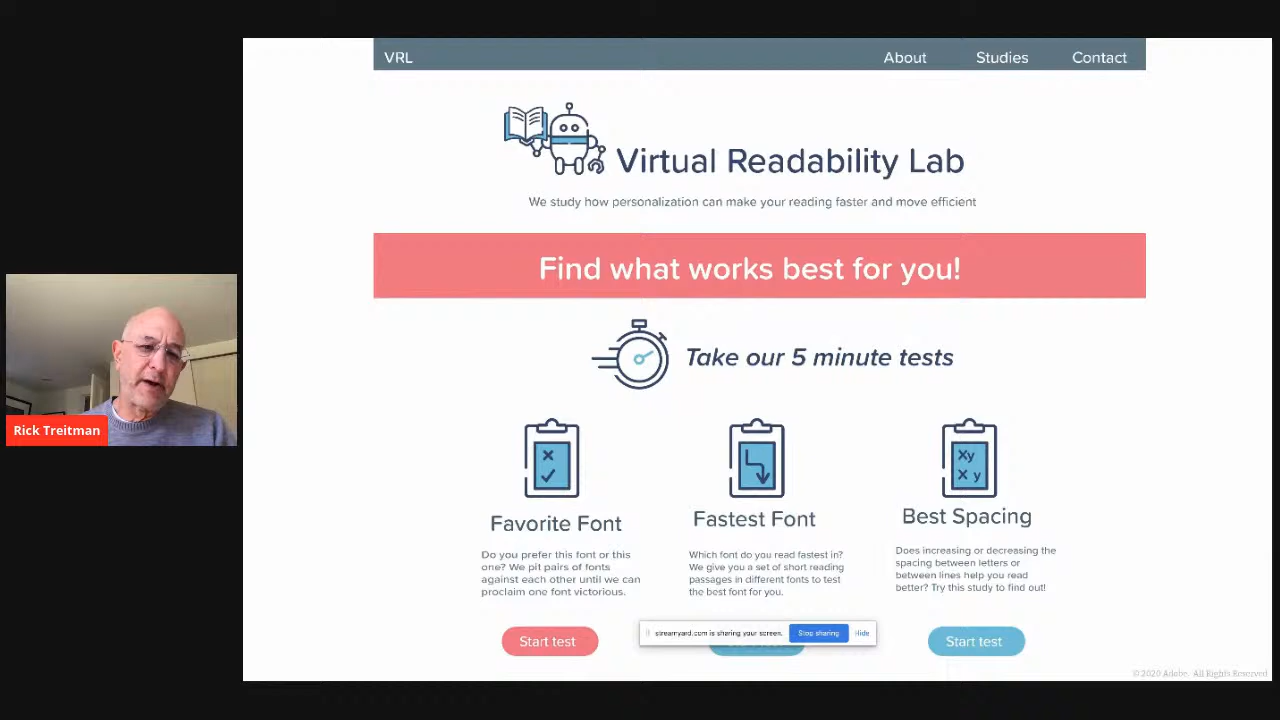 VRL
About
Studies
Contact
Virtual Readability Lab
We study how personalization can make your reading faster and move efficient
Find what works best for you!
Take our 5 minute tests
Favorite Font
Do you prefer this font or this
one? We pit pairs of fonts
against each other until we can
proclaim one font victorious.
Start test
Fastest Font
Which font do you read fastest in?
We give you a set of short reading
passages in different fonts to test
the best font for you.
Xy
X y
Best Spacing
Does increasing or decreasing the
spacing between letters or
between lines help you read
better? Try this study to find out!
Start test
streamyard.com is sharing your screen.
Stop sharing
Hide
Rick Treitman
© 2020 Adobe. All Rights Reserved